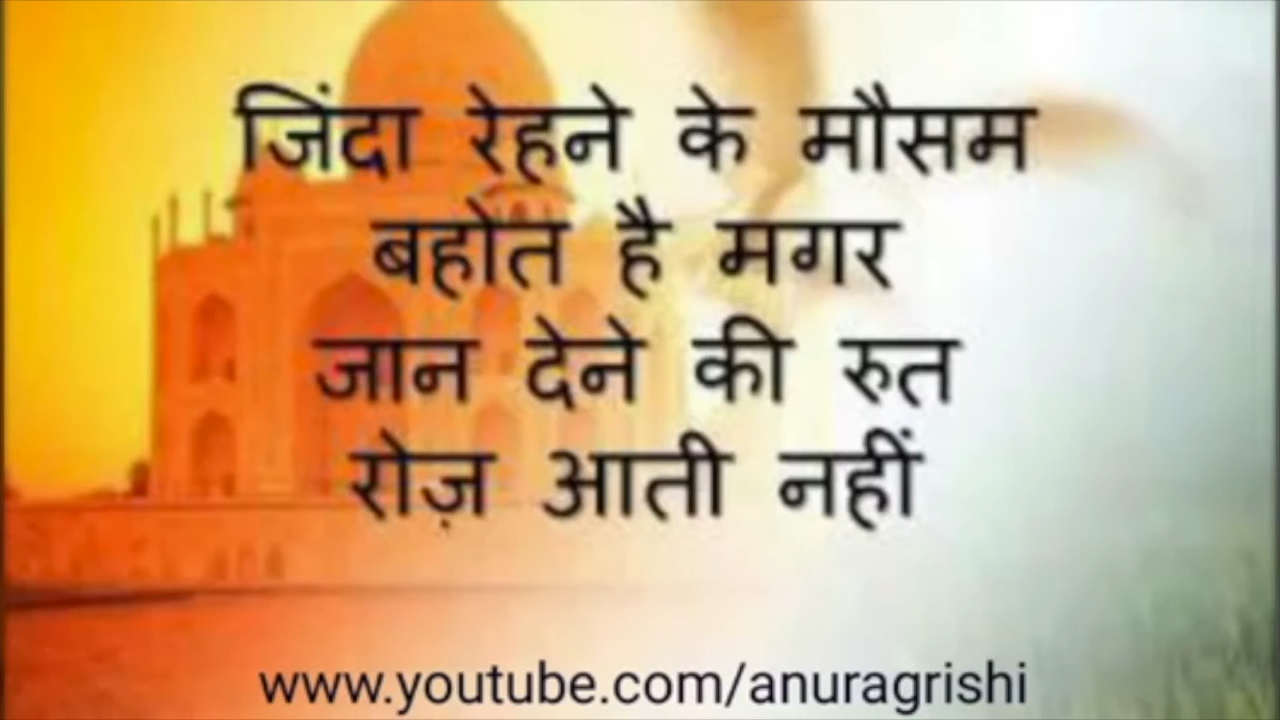 जिंदा रेहने के मौसम
बहोत है मगर
जान देने की रुत
रोज़ आती नहीं
www.youtube.com/anuragrishi